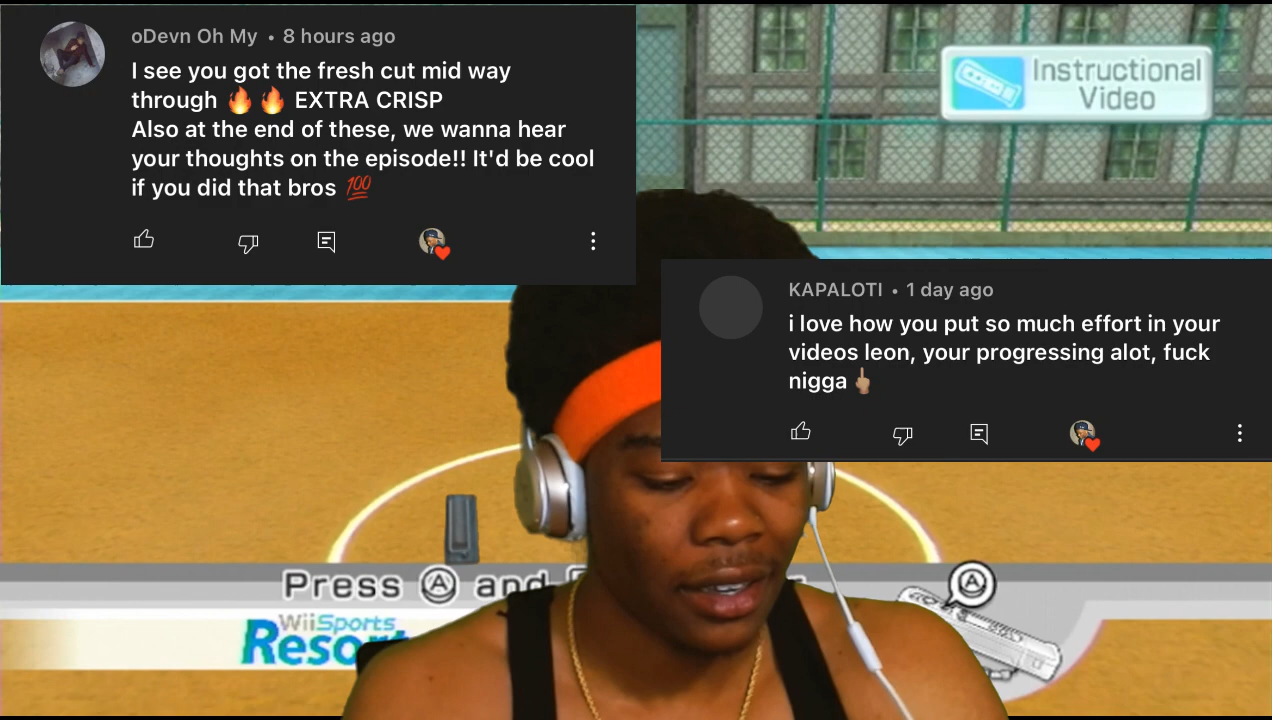 oDevn Oh My • 8 hours ago
I see you got the fresh cut mid way
through 🔥 🔥 EXTRA CRISP
Also at the end of these, we wanna hear
your thoughts on the episode!! It'd be cool
if you did that bros 💯
Instructional
Video
KAPALOTI • 1 day ago
i love how you put so much effort in your
videos leon, your progressing alot, fuck
nigga🖕🏽
Press Ⓐ and
A
WiiSports
Resort